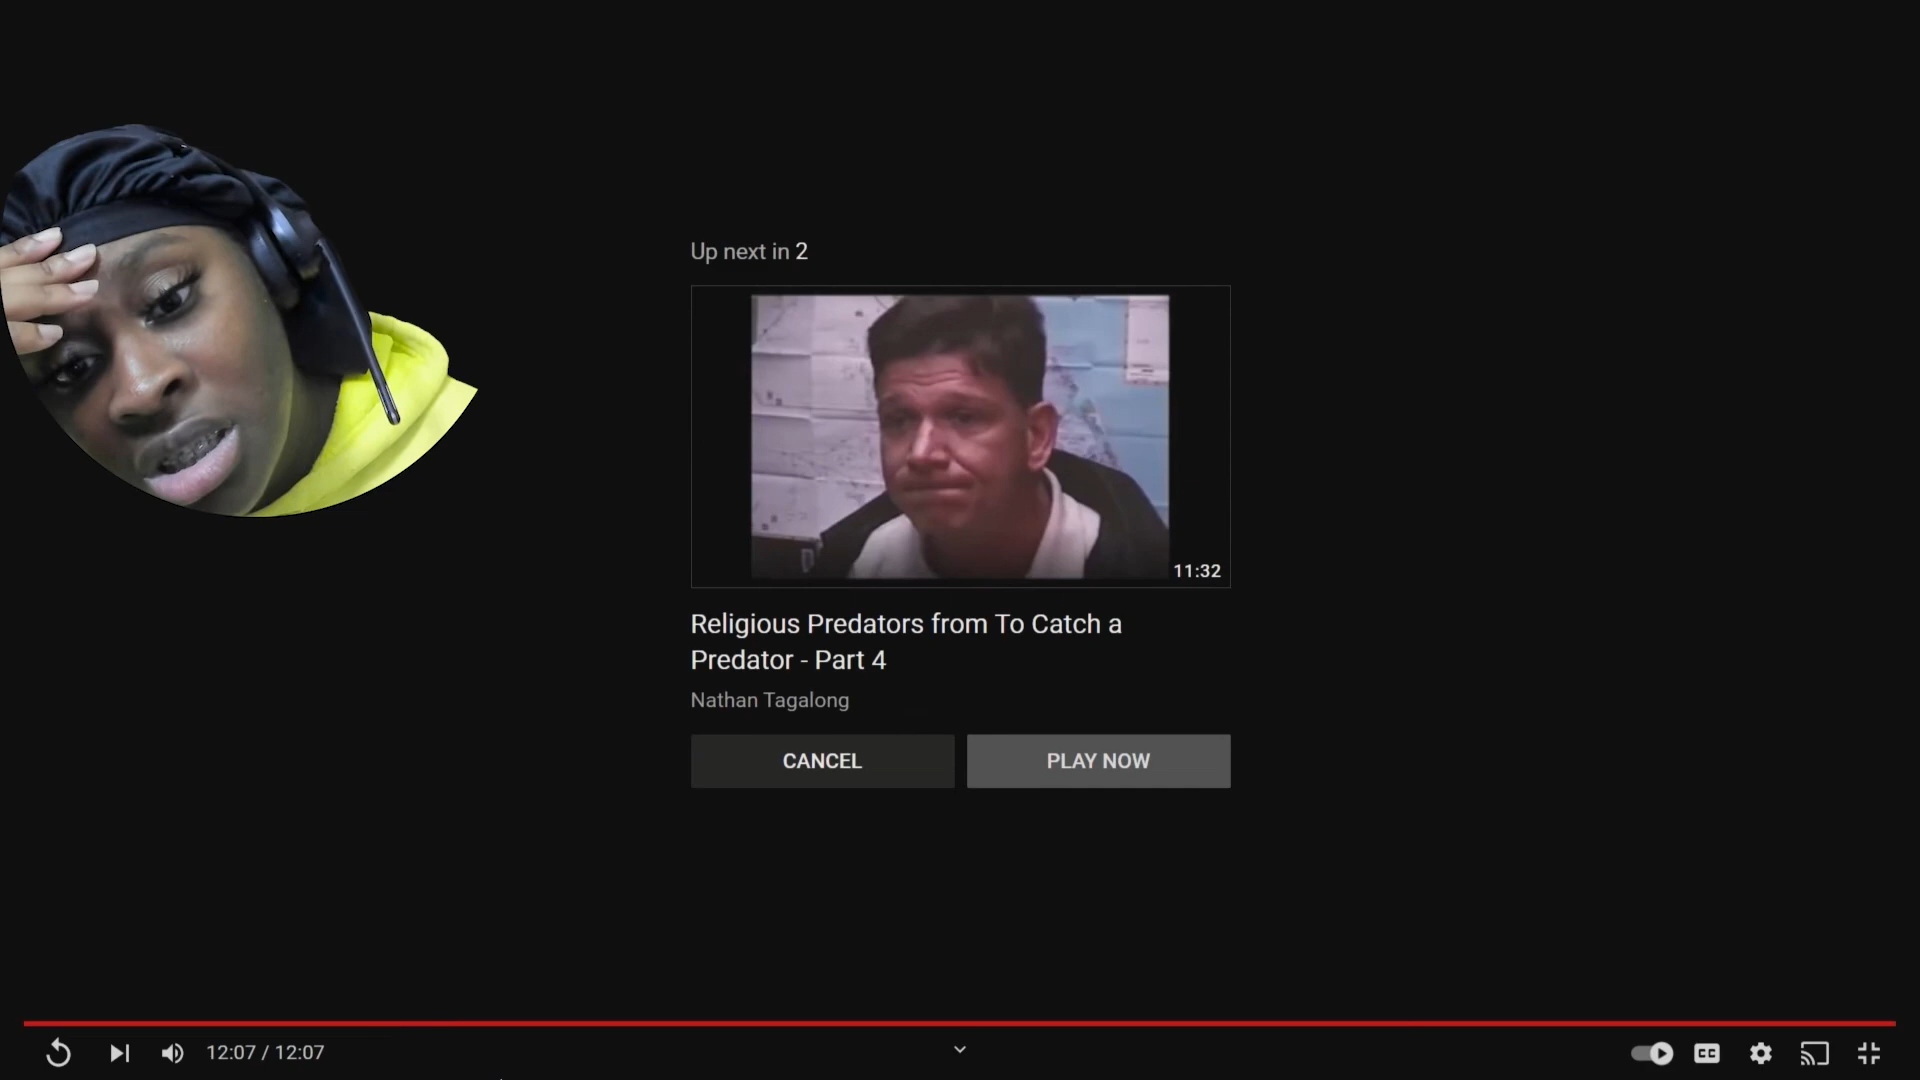 Up next in 2
11:32
Religious Predators from To Catch a
Predator - Part 4
Nathan Tagalong
CANCEL
PLAY NOW
12:07 / 12:07
CC